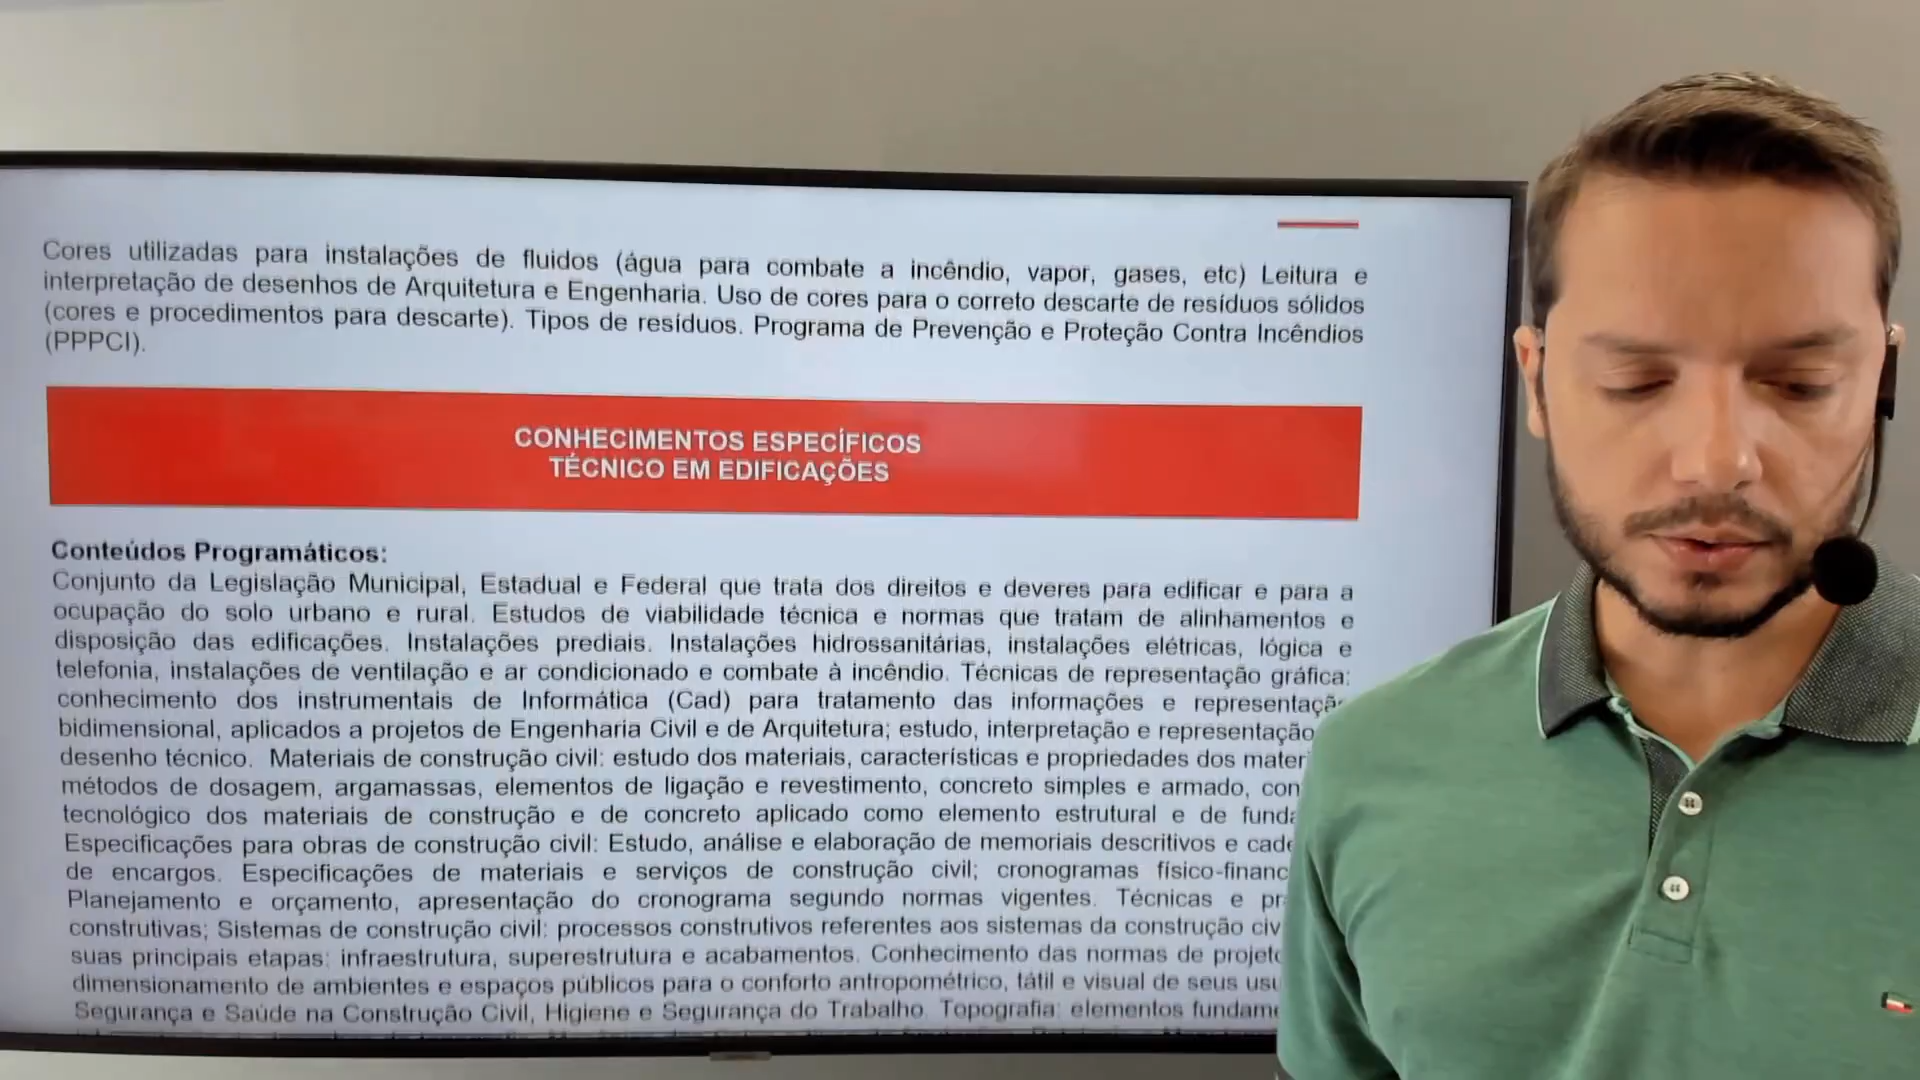 Cores utilizadas para instalações de fluidos (água para combate a incêndio, vapor, gases, etc) Leitura e
interpretação de desenhos de Arquitetura e Engenharia. Uso de cores para o correto descarte de resíduos sólidos
(cores e procedimentos para descarte). Tipos de resíduos. Programa de Prevenção e Proteção Contra Incêndios
(PPPCI).
CONHECIMENTOS ESPECÍFICOS
TÉCNICO EM EDIFICAÇÕES
Conteúdos Programáticos:
Conjunto da Legislação Municipal, Estadual e Federal que trata dos direitos e deveres para edificar e para a
ocupação do solo urbano e rural. Estudos de viabilidade técnica e normas que tratam de alinhamentos e
disposição das edificações. Instalações prediais. Instalações hidrossanitárias, instalações elétricas, lógica e
telefonia, instalações de ventilação e ar condicionado e combate à incêndio. Técnicas de representação gráfica:
conhecimento dos instrumentais de Informática (Cad) para tratamento das informações e
bidimensional, aplicados a projetos de Engenharia Civil e de Arquitetura; estudo, interpretação e representação
desenho técnico. Materiais de construção civil: estudo dos materiais, características e propriedades dos
métodos de dosagem, argamassas, elementos de ligação e revestimento, concreto simples e armado,
tecnológico dos materiais de construção e de concreto aplicado como elemento estrutural e de
Especificações para obras de construção civil: Estudo, análise e elaboração de memoriais descritivos e
de encargos. Especificações de materiais e serviços de construção civil; cronogramas
Planejamento e orçamento, apresentação do cronograma segundo normas vigentes. Técnicas e
construtivas; Sistemas de construção civil: processos construtivos referentes aos sistemas da construção
suas principais etapas: infraestrutura, superestrutura e acabamentos. Conhecimento das normas de
dimensionamento de ambientes e espaços públicos para o conforto antropométrico, tátil e visual de seus
Segurança e Saúde na Construção Civil, Higiene e Segurança do Trabalho. Topografia: elementos